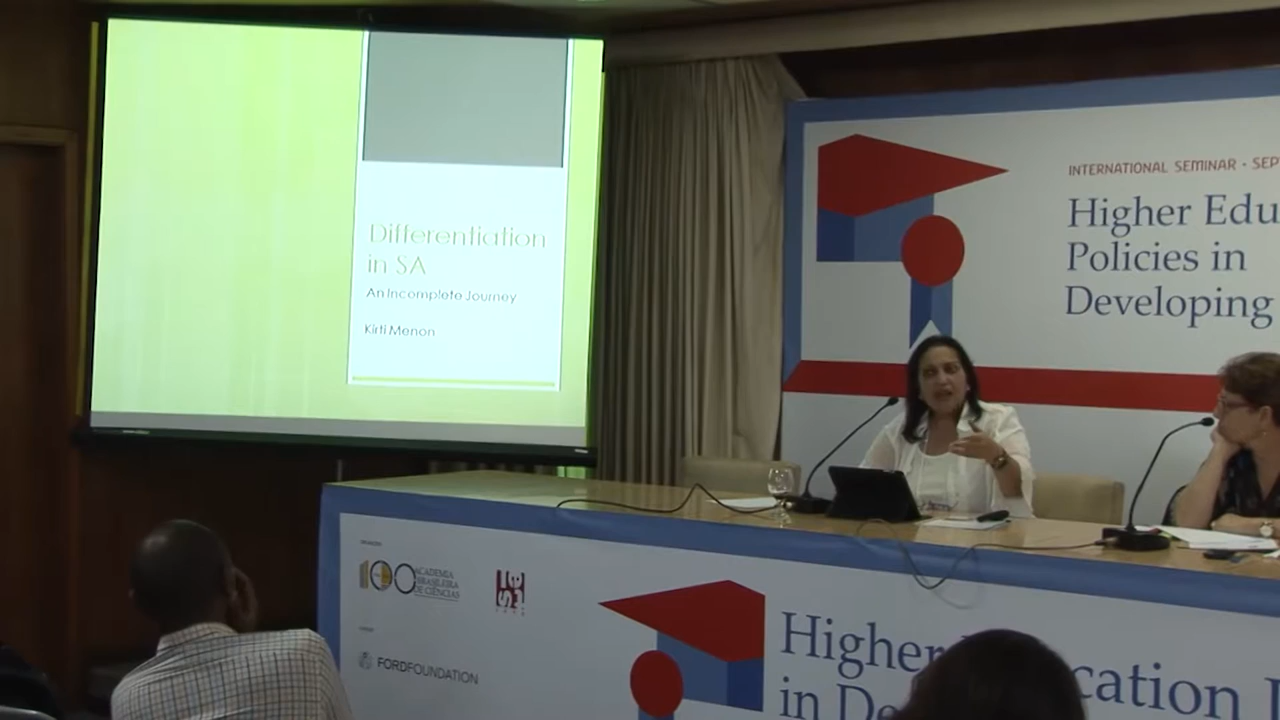 Differentiation
in SA
An Incomplete Journey
Kirti Menon
INTERNATIONAL SEMINAR - SEP
Higher Edu
Policies in
Developing
100 ACADEMIA
BRASILEIRA
DE CIÊNCIAS
FORDFOUNDATION
Higher
cation
in De